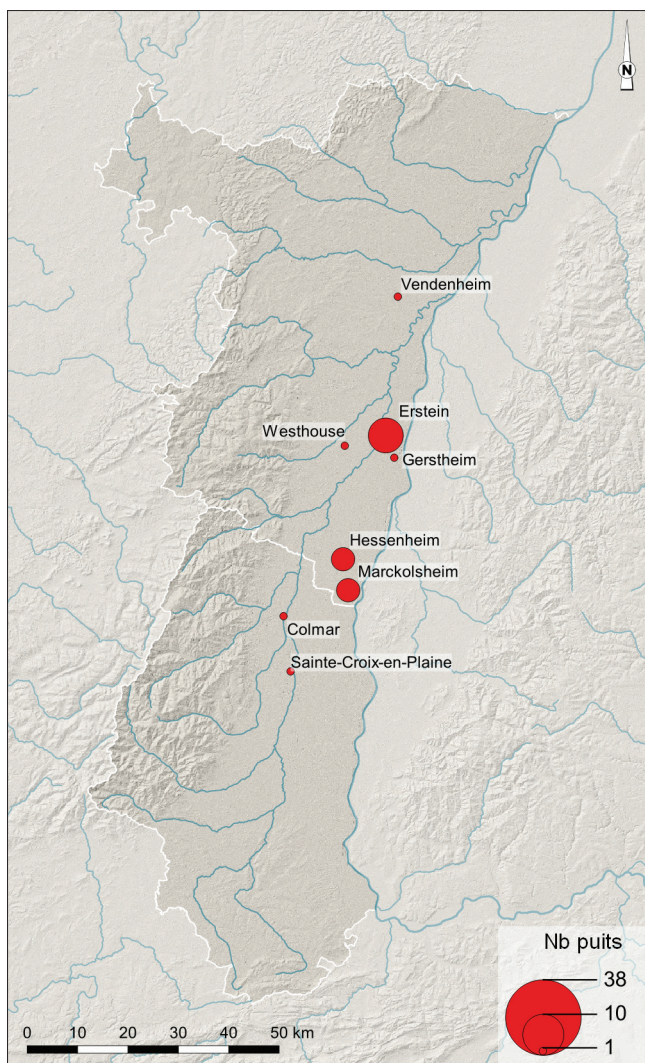 N
Vendenheim
Erstein
Westhouse
Gerstheim
Hessenheim
Marckolsheim
Colmar
Sainte-Croix-en-Plaine
Nb puits
38
10
1
0 10 20 30 40 50 km